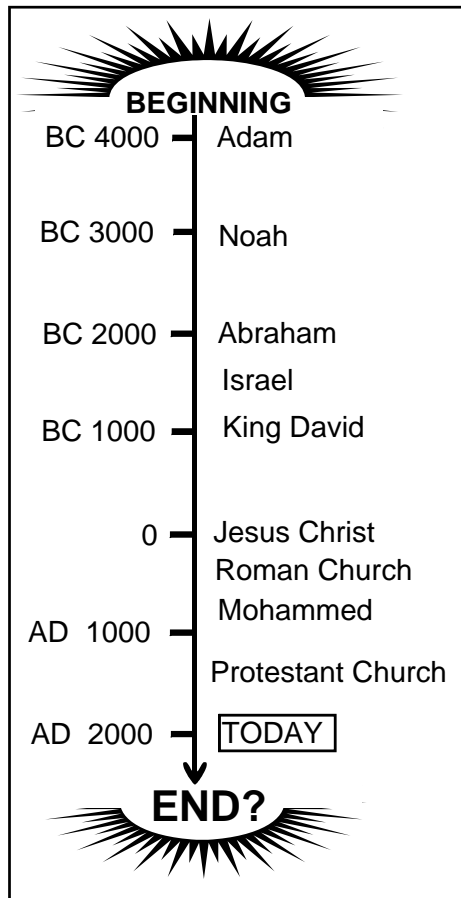 BEGINNING
BC 4000 Adam
BC 3000 Noah
BC 2000 Abraham
Israel
BC 1000 King David
0 Jesus Christ
Roman Church
Mohammed
AD 1000
Protestant Church
AD 2000 TODAY
END?